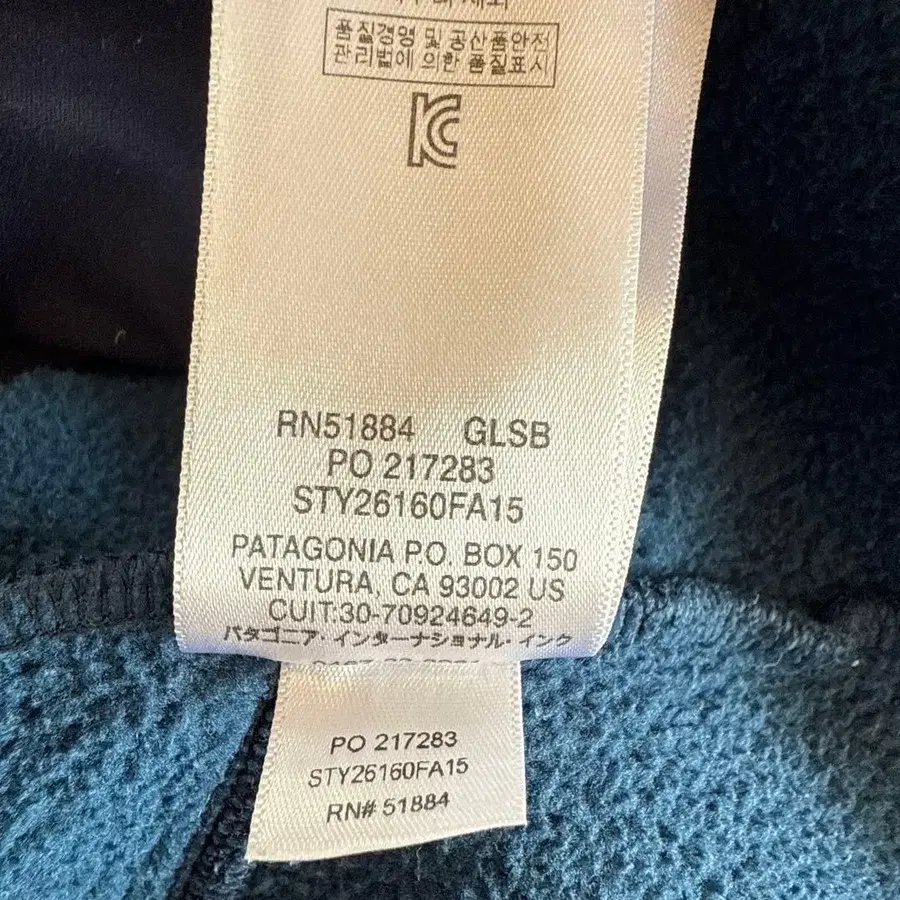 품질경영 및 공산품안전
관리법에 의한 품질표시
RN51884 GLSB
PO 217283
STY26160FA15
PATAGONIA P.O. BOX 150
VENTURA, CA 93002 US
CUIT:30-70924649-2
パタゴニア・インターナショナル・インク
PO 217283
STY26160FA15
RN# 51884